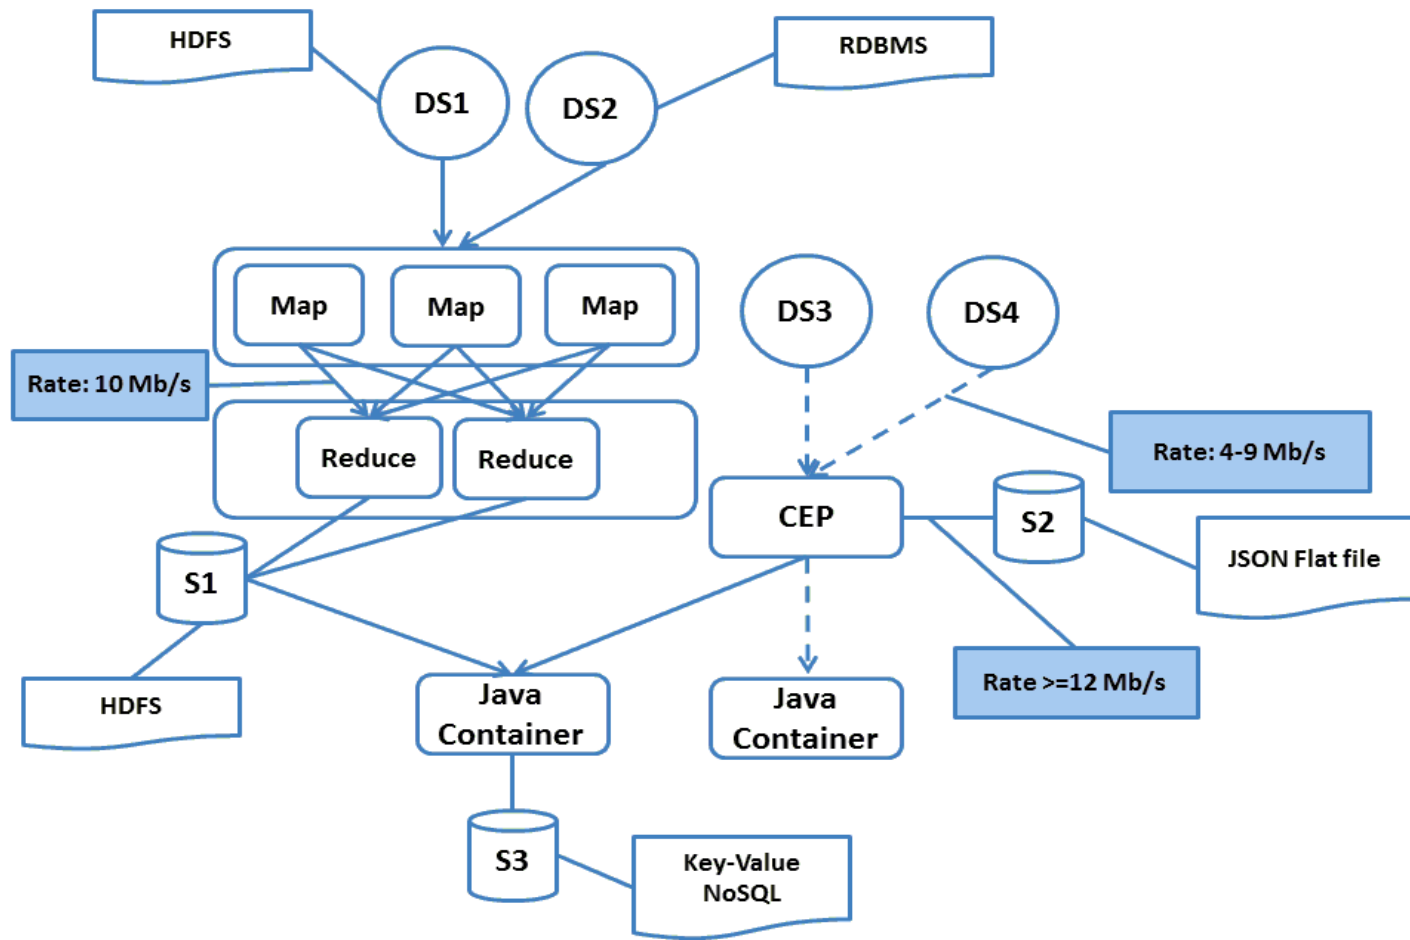 HDFS
RDBMS
DS1
DS2
Map
Map
Map
DS3
DS4
Rate: 10 Mb/s
Reduce
Reduce
Rate: 4-9 Mb/s
CEP
S2
JSON Flat file
S1
HDFS
Java
Container
Java
Container
Rate >=12 Mb/s
S3
Key-Value
NoSQL